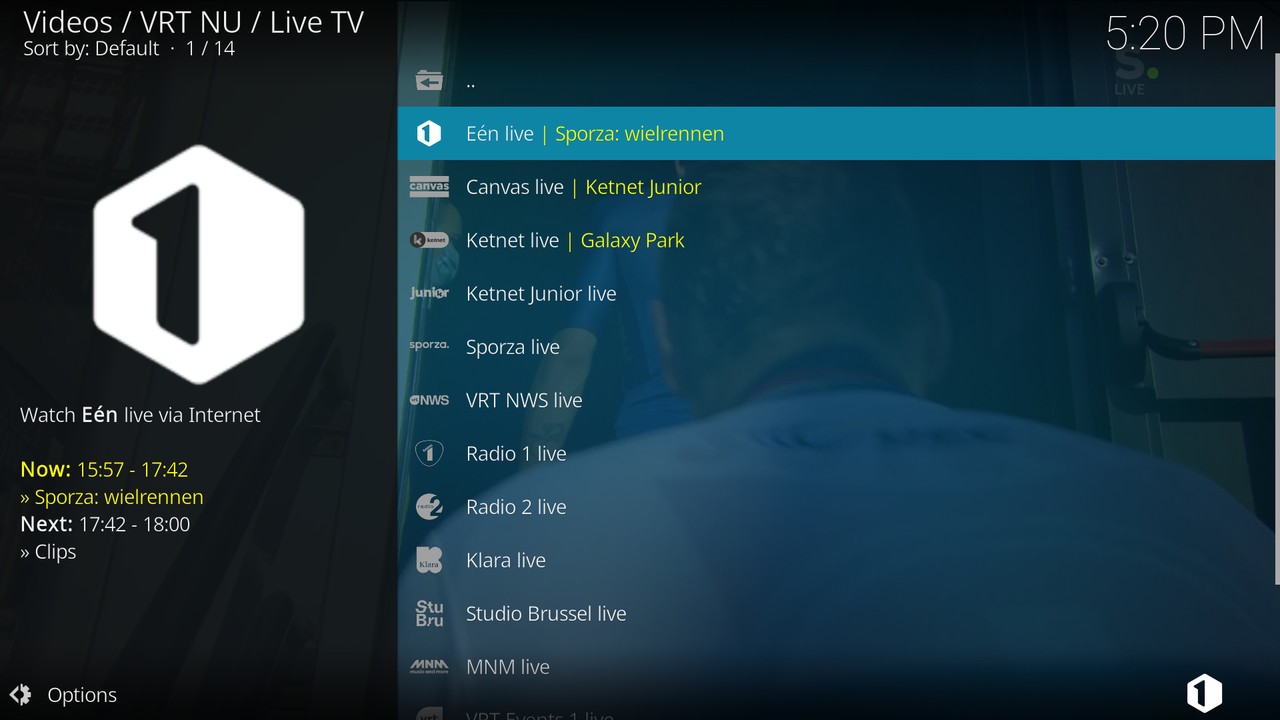 Videos / VRT NU / Live TV
Sort by: Default · 1 / 14
5:20 PM
S.
LIVE
..
Eén live | Sporza: wielrennen
canvas
Canvas live | Ketnet Junior
k ketnet
Ketnet live | Galaxy Park
junior
Ketnet Junior live
sporza.
Sporza live
NWS
VRT NWS live
1
Radio 1 live
radio 2
Radio 2 live
Klara
Klara live
Stu
Bru
Studio Brussel live
MNM
music and more
MNM live
vrt
VRT Events 1 live
1
Watch Eén live via Internet
Now: 15:57 - 17:42
» Sporza: wielrennen
Next: 17:42 - 18:00
» Clips
Options
1